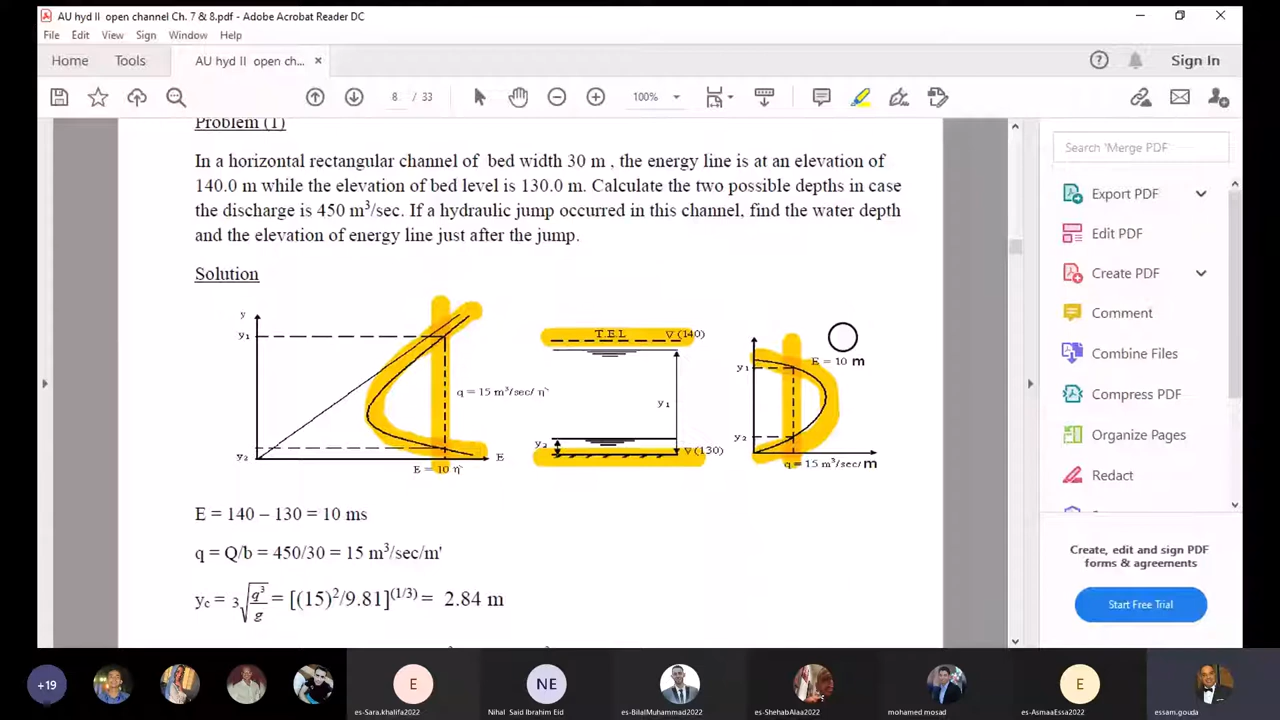 AU hyd II open channel Ch. 7 & 8.pdf - Adobe Acrobat Reader DC
File Edit View Sign Window Help
Home Tools AU hyd II open ch... × Sign In
8 / 33 100%
Problem (1)
In a horizontal rectangular channel of bed width 30 m , the energy line is at an elevation of
140.0 m while the elevation of bed level is 130.0 m. Calculate the two possible depths in case
the discharge is 450 m³/sec. If a hydraulic jump occurred in this channel, find the water depth
and the elevation of energy line just after the jump.
Solution
y
y₁
q = 15 m³/sec/
y₂
E
E = 10
T.E.L ▽ (140)
y₁
y₂
▽ (130)
E = 10 m
y₁
y₂
q = 15 m³/sec/ m
E = 140 – 130 = 10 ms
q = Q/b = 450/30 = 15 m³/sec/m'
y_c = ³√(q³/g) = [(15)²/9.81]^(1/3) = 2.84 m
Search 'Merge PDF'
Export PDF
Edit PDF
Create PDF
Comment
Combine Files
Compress PDF
Organize Pages
Redact
Create, edit and sign PDF
forms & agreements
Start Free Trial
+19
E
es-Sara.khalifa2022
NE
Nihal Said Ibrahim Eid
es-BilalMuhammad2022
es-ShehabAlaa2022
mohamed mosad
E
es-AsmaaEssa2022
essam.gouda